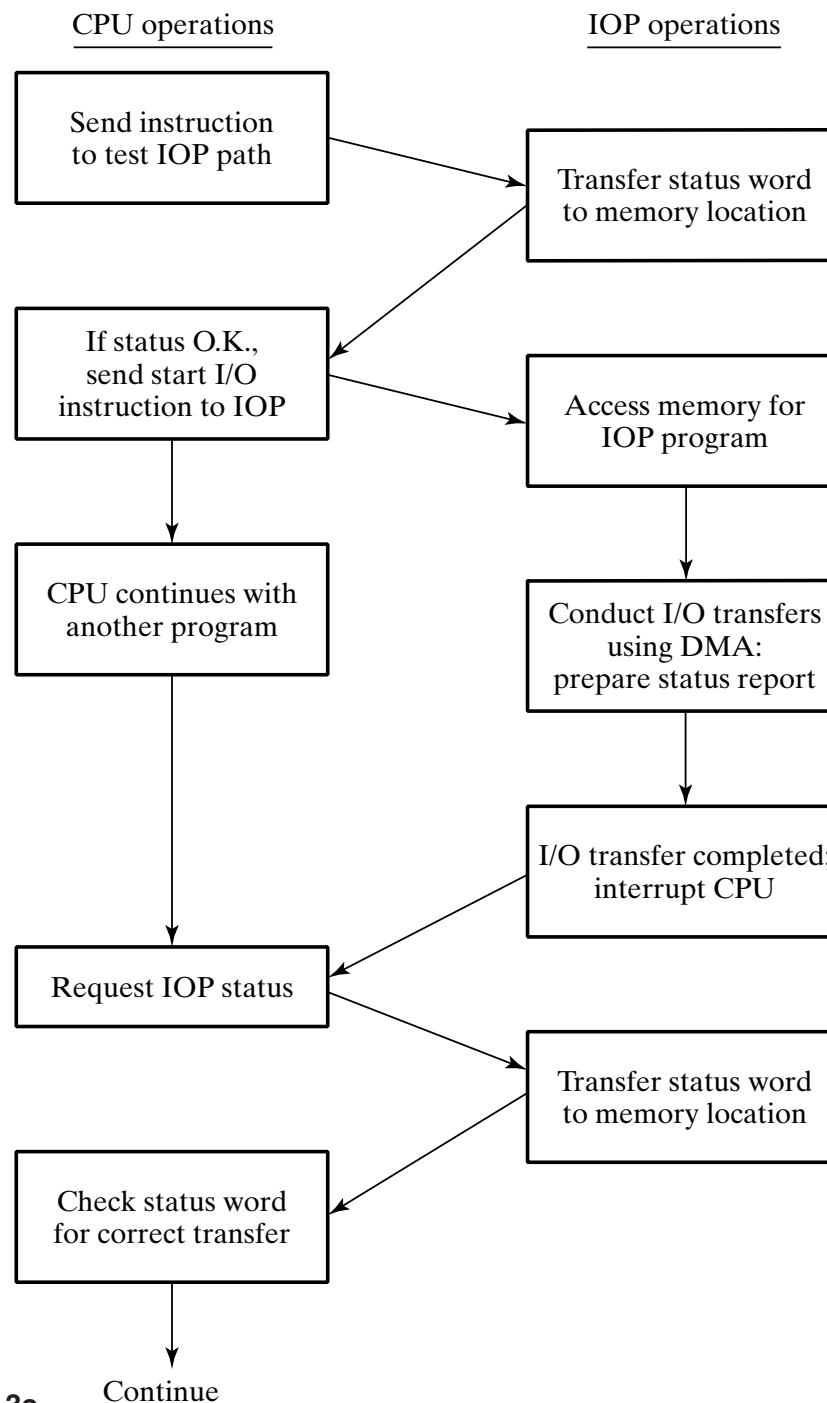 CPU operations
IOP operations
Send instruction
to test IOP path
Transfer status word
to memory location
If status O.K.,
send start I/O
instruction to IOP
Access memory for
IOP program
CPU continues with
another program
Conduct I/O transfers
using DMA:
prepare status report
I/O transfer completed;
interrupt CPU
Request IOP status
Transfer status word
to memory location
Check status word
for correct transfer
Continue